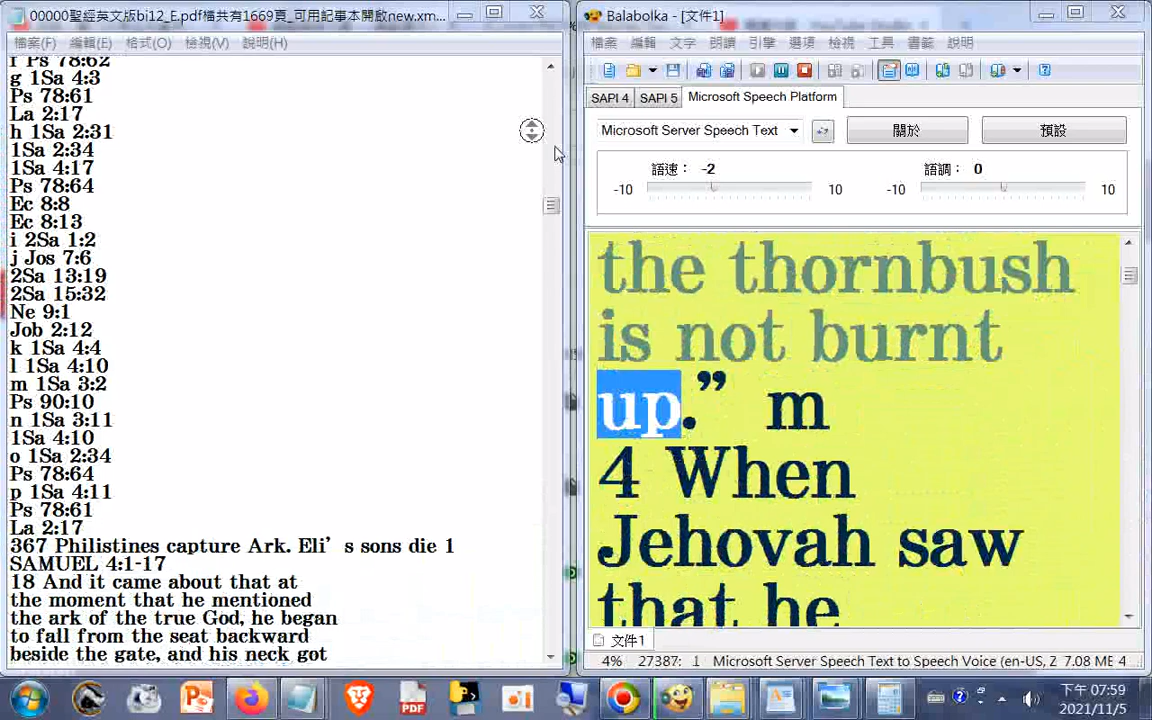 00000聖經英文版bi12_E.pdf檔共有1669頁_可用記事本開啟new.xm...
檔案(F) 編輯(E) 格式(O) 檢視(V) 說明(H)
r Ps 78:62
g 1Sa 4:3
Ps 78:61
La 2:17
h 1Sa 2:31
1Sa 2:34
1Sa 4:17
Ps 78:64
Ec 8:8
Ec 8:13
i 2Sa 1:2
j Jos 7:6
2Sa 13:19
2Sa 15:32
Ne 9:1
Job 2:12
k 1Sa 4:4
l 1Sa 4:10
m 1Sa 3:2
Ps 90:10
n 1Sa 3:11
1Sa 4:10
o 1Sa 2:34
Ps 78:64
p 1Sa 4:11
Ps 78:61
La 2:17
367 Philistines capture Ark. Eli’s sons die 1
SAMUEL 4:1-17
18 And it came about that at
the moment that he mentioned
the ark of the true God, he began
to fall from the seat backward
beside the gate, and his neck got
Balabolka - [文件1]
檔案 編輯 文字 朗讀 引擎 選項 檢視 工具 書籤 說明
SAPI 4 SAPI 5 Microsoft Speech Platform
Microsoft Server Speech Text 關於 預設
語速： -2 語調： 0
-10 10 -10 10
the thornbush
is not burnt
up.” m
4 When
Jehovah saw
that he
文件1
4% 27387: 1 Microsoft Server Speech Text to Speech Voice (en-US, Z 7.08 ME 4
PDF
下午 07:59
2021/11/5